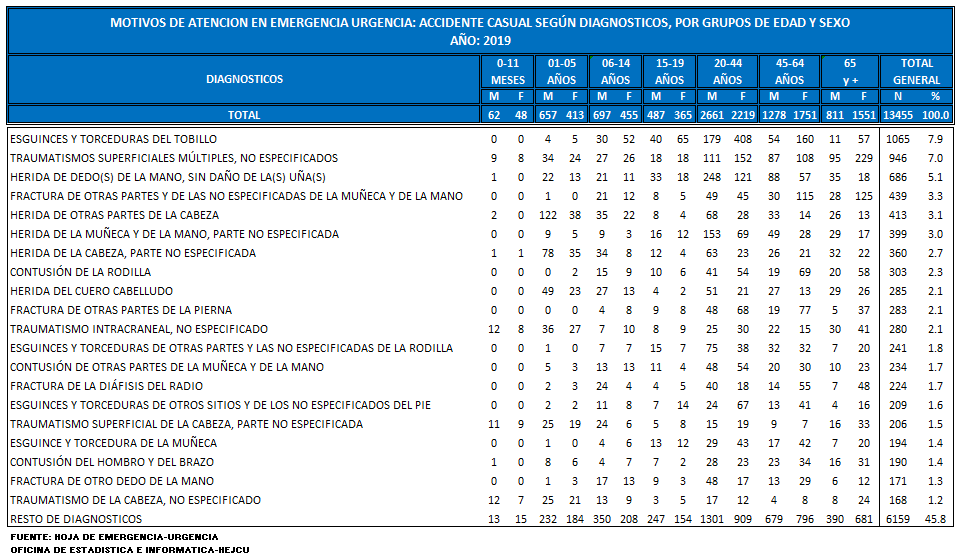 MOTIVOS DE ATENCION EN EMERGENCIA URGENCIA: ACCIDENTE CASUAL SEGÚN DIAGNOSTICOS, POR GRUPOS DE EDAD Y SEXO
AÑO: 2019
DIAGNOSTICOS 0-11 MESES 01-05 AÑOS 06-14 AÑOS 15-19 AÑOS 20-44 AÑOS 45-64 AÑOS 65 y + TOTAL GENERAL
M F M F M F M F M F M F M F N %
TOTAL 62 48 657 413 697 455 487 365 2661 2219 1278 1751 811 1551 13455 100.0
ESGUINCES Y TORCEDURAS DEL TOBILLO 0 0 4 5 30 52 40 65 179 408 54 160 11 57 1065 7.9
TRAUMATISMOS SUPERFICIALES MÚLTIPLES, NO ESPECIFICADOS 9 8 34 24 27 26 18 18 111 152 87 108 95 229 946 7.0
HERIDA DE DEDO(S) DE LA MANO, SIN DAÑO DE LA(S) UÑA(S) 1 0 22 13 21 11 33 18 248 121 88 57 35 18 686 5.1
FRACTURA DE OTRAS PARTES Y DE LAS NO ESPECIFICADAS DE LA MUÑECA Y DE LA MANO 0 0 1 0 21 12 8 5 49 45 30 115 28 125 439 3.3
HERIDA DE OTRAS PARTES DE LA CABEZA 2 0 122 38 35 22 8 4 68 28 33 14 26 13 413 3.1
HERIDA DE LA MUÑECA Y DE LA MANO, PARTE NO ESPECIFICADA 0 0 9 5 9 3 16 12 153 69 49 28 29 17 399 3.0
HERIDA DE LA CABEZA, PARTE NO ESPECIFICADA 1 1 78 35 34 8 12 4 63 23 26 21 32 22 360 2.7
CONTUSIÓN DE LA RODILLA 0 0 0 2 15 9 10 6 41 54 19 69 20 58 303 2.3
HERIDA DEL CUERO CABELLUDO 0 0 49 23 27 13 4 2 51 21 27 13 29 26 285 2.1
FRACTURA DE OTRAS PARTES DE LA PIERNA 0 0 0 0 4 8 9 8 48 68 19 77 5 37 283 2.1
TRAUMATISMO INTRACRANEAL, NO ESPECIFICADO 12 8 36 27 7 10 8 9 25 30 22 15 30 41 280 2.1
ESGUINCES Y TORCEDURAS DE OTRAS PARTES Y LAS NO ESPECIFICADAS DE LA RODILLA 0 0 1 0 7 7 15 7 75 38 32 32 7 20 241 1.8
CONTUSIÓN DE OTRAS PARTES DE LA MUÑECA Y DE LA MANO 0 0 5 3 13 13 11 4 48 54 20 30 10 23 234 1.7
FRACTURA DE LA DIÁFISIS DEL RADIO 0 0 2 3 24 4 4 5 40 18 14 55 7 48 224 1.7
ESGUINCES Y TORCEDURAS DE OTROS SITIOS Y DE LOS NO ESPECIFICADOS DEL PIE 0 0 2 2 11 8 7 14 24 67 13 41 4 16 209 1.6
TRAUMATISMO SUPERFICIAL DE LA CABEZA, PARTE NO ESPECIFICADA 11 9 25 19 24 6 5 8 15 19 9 7 16 33 206 1.5
ESGUINCE Y TORCEDURA DE LA MUÑECA 0 0 1 0 4 6 13 12 29 43 17 42 7 20 194 1.4
CONTUSIÓN DEL HOMBRO Y DEL BRAZO 1 0 8 6 4 7 7 2 28 23 23 34 16 31 190 1.4
FRACTURA DE OTRO DEDO DE LA MANO 0 0 1 3 17 13 9 3 48 17 13 29 6 12 171 1.3
TRAUMATISMO DE LA CABEZA, NO ESPECIFICADO 12 7 25 21 13 9 3 5 17 12 4 8 8 24 168 1.2
RESTO DE DIAGNOSTICOS 13 15 232 184 350 208 247 154 1301 909 679 796 390 681 6159 45.8
FUENTE: HOJA DE EMERGENCIA-URGENCIA
OFICINA DE ESTADISTICA E INFORMATICA-HEJCU